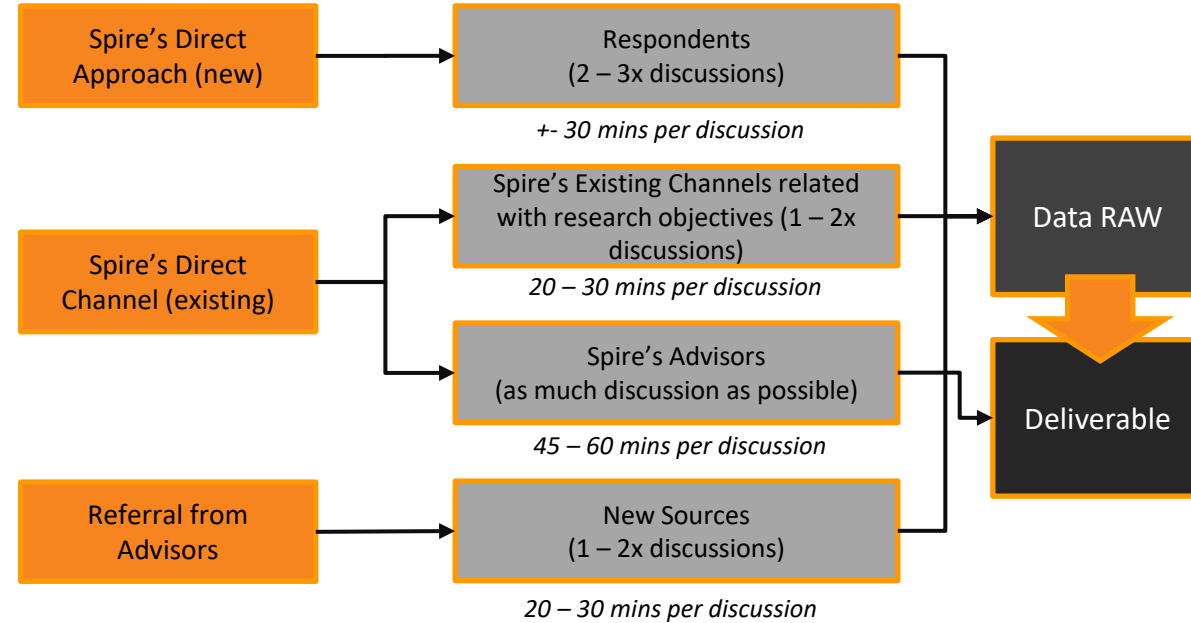 Spire’s Direct
Approach (new)
Respondents
(2 – 3x discussions)
+- 30 mins per discussion
Spire’s Direct
Channel (existing)
Spire’s Existing Channels related
with research objectives (1 – 2x
discussions)
20 – 30 mins per discussion
Spire’s Advisors
(as much discussion as possible)
45 – 60 mins per discussion
Referral from
Advisors
New Sources
(1 – 2x discussions)
20 – 30 mins per discussion
Data RAW
Deliverable